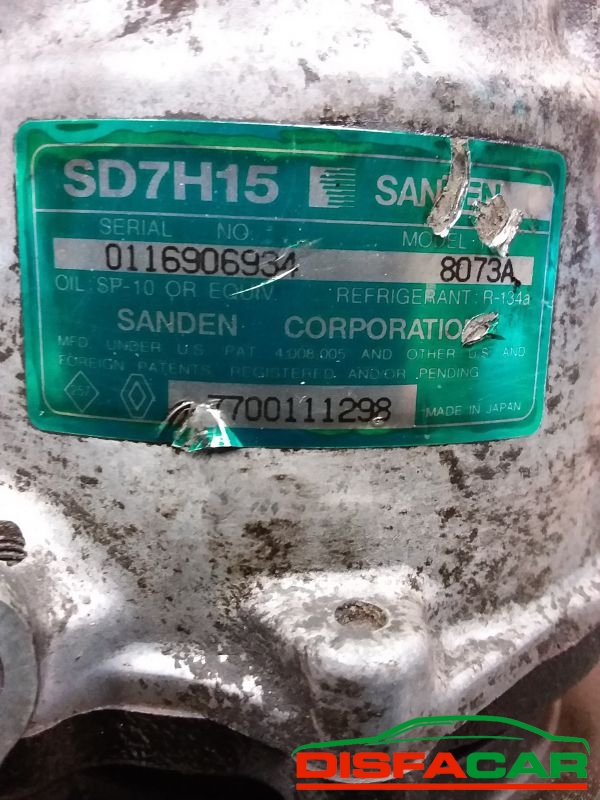 SD7H15 SANDEN
SERIAL NO. MODEL
0116906934 8073A
OIL: SP-10 OR EQUIV. REFRIGERANT: R-134a
SANDEN CORPORATION
MFD. UNDER U.S. PAT. 4.008.005 AND OTHER U.S. AND
FOREIGN PATENTS, REGISTERED AND/OR PENDING
7700111298 MADE IN JAPAN
DISFACAR